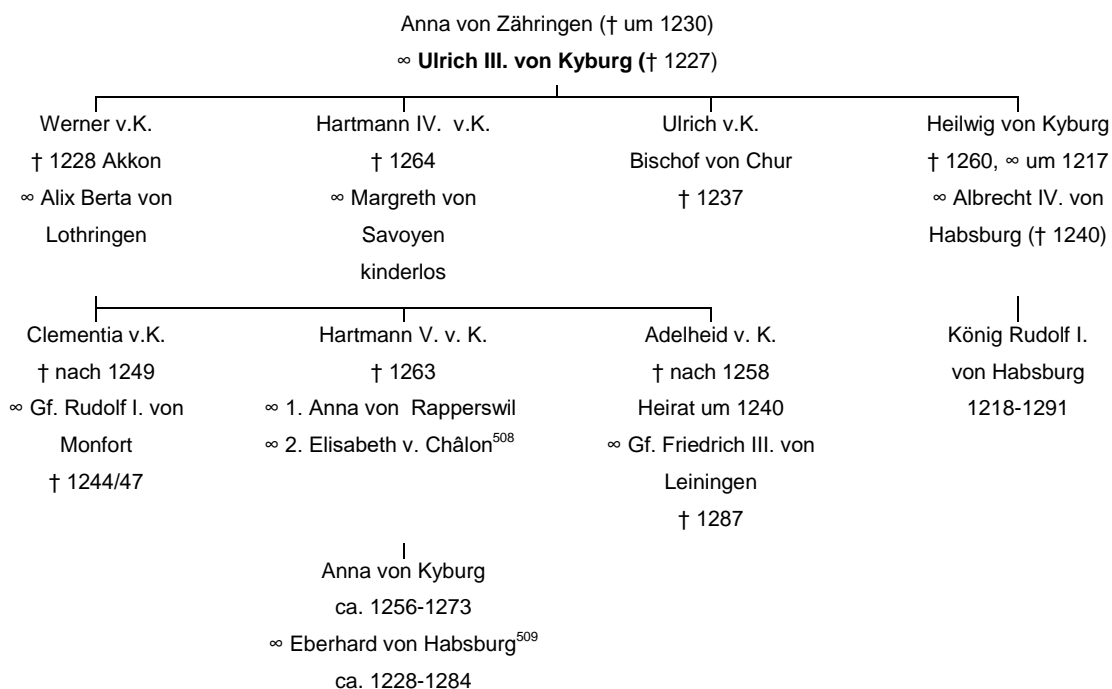 Anna von Zähringen († um 1230)
∞ Ulrich III. von Kyburg († 1227)
Werner v.K.
† 1228 Akkon
∞ Alix Berta von
Lothringen
Hartmann IV. v.K.
† 1264
∞ Margreth von
Savoyen
kinderlos
Ulrich v.K.
Bischof von Chur
† 1237
Heilwig von Kyburg
† 1260, ∞ um 1217
∞ Albrecht IV. von
Habsburg († 1240)
Clementia v.K.
† nach 1249
∞ Gf. Rudolf I. von
Monfort
† 1244/47
Hartmann V. v. K.
† 1263
∞ 1. Anna von Rapperswil
∞ 2. Elisabeth v. Châlon508
Adelheid v. K.
† nach 1258
Heirat um 1240
∞ Gf. Friedrich III. von
Leiningen
† 1287
König Rudolf I.
von Habsburg
1218-1291
Anna von Kyburg
ca. 1256-1273
∞ Eberhard von Habsburg509
ca. 1228-1284